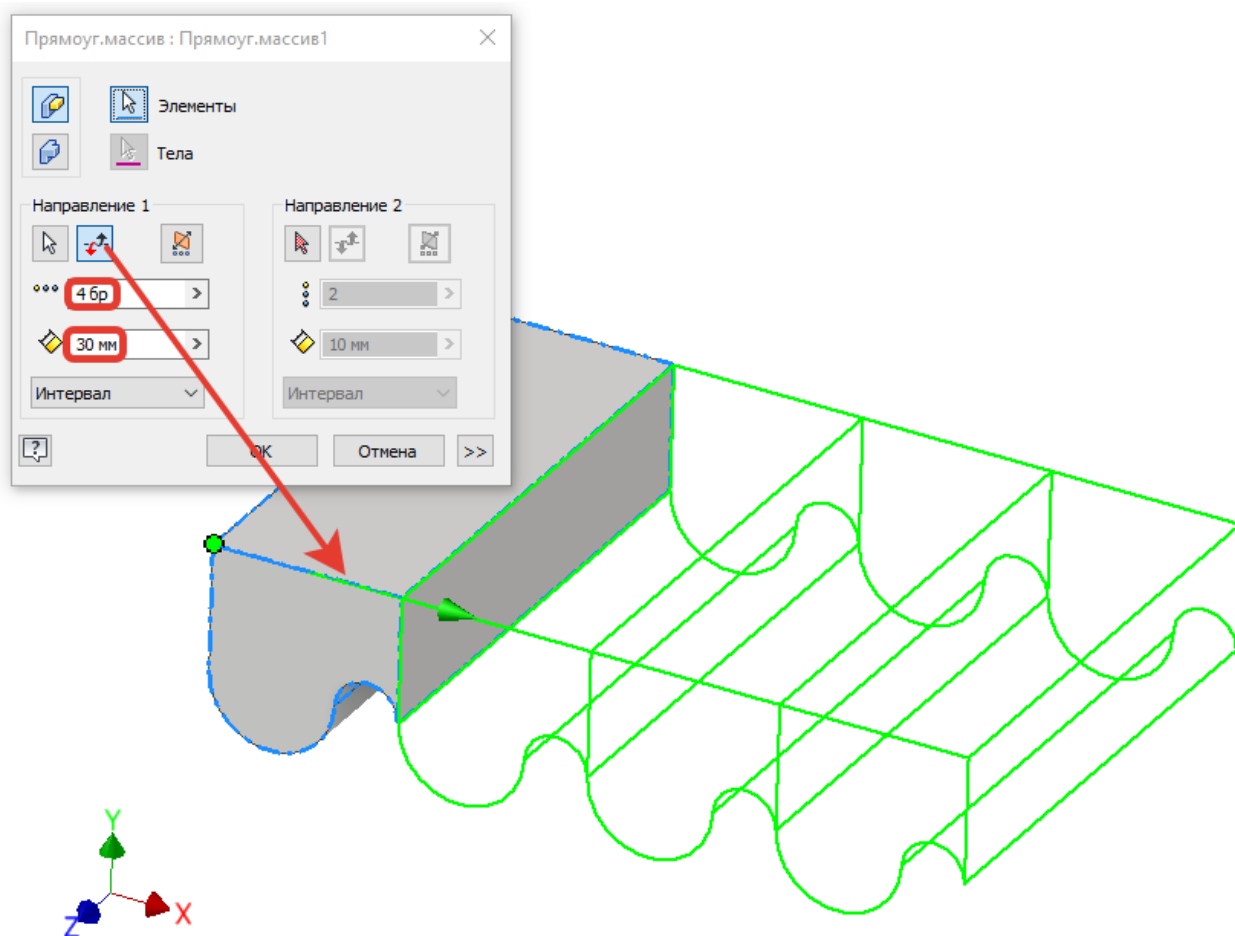 Прямоуг.массив : Прямоуг.массив1
Элементы
Тела
Направление 1
Направление 2
4 бр
2
30 мм
10 мм
Интервал
Интервал
ОК
Отмена
>>
Y
X
Z